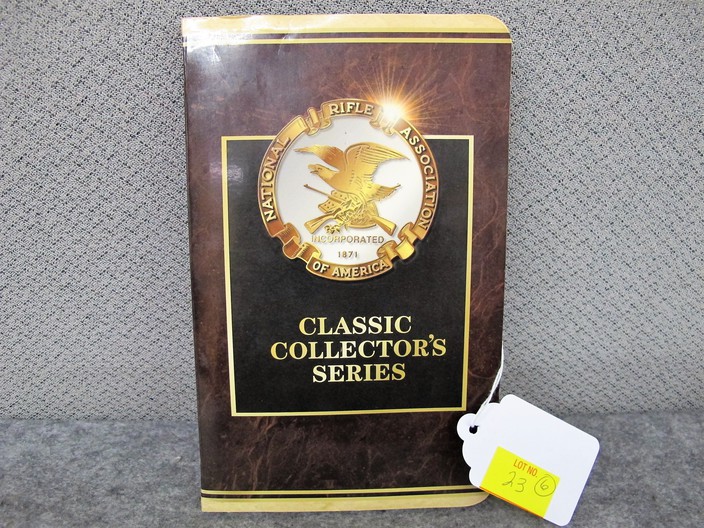 NATIONAL RIFLE ASSOCIATION
INCORPORATED
1871
OF AMERICA
CLASSIC
COLLECTOR'S
SERIES
LOT NO.
23 6